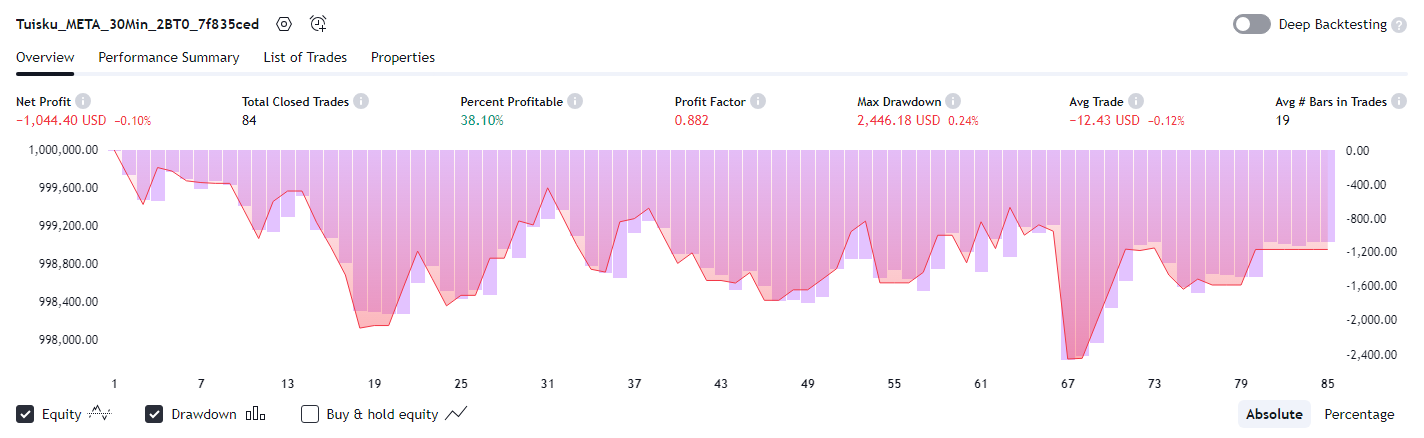 Tuisku_META_30Min_2BT0_7f835ced
Deep Backtesting ?
Overview Performance Summary List of Trades Properties
Net Profit i Total Closed Trades i Percent Profitable i Profit Factor i Max Drawdown i Avg Trade i Avg # Bars in Trades i
−1,044.40 USD −0.10% 84 38.10% 0.882 2,446.18 USD 0.24% −12.43 USD −0.12% 19
1,000,000.00 0.00
999,600.00 -400.00
999,200.00 -800.00
998,800.00 -1,200.00
998,400.00 -1,600.00
998,000.00 -2,000.00
-2,400.00
1 7 13 19 25 31 37 43 49 55 61 67 73 79 85
Equity Drawdown Buy & hold equity Absolute Percentage